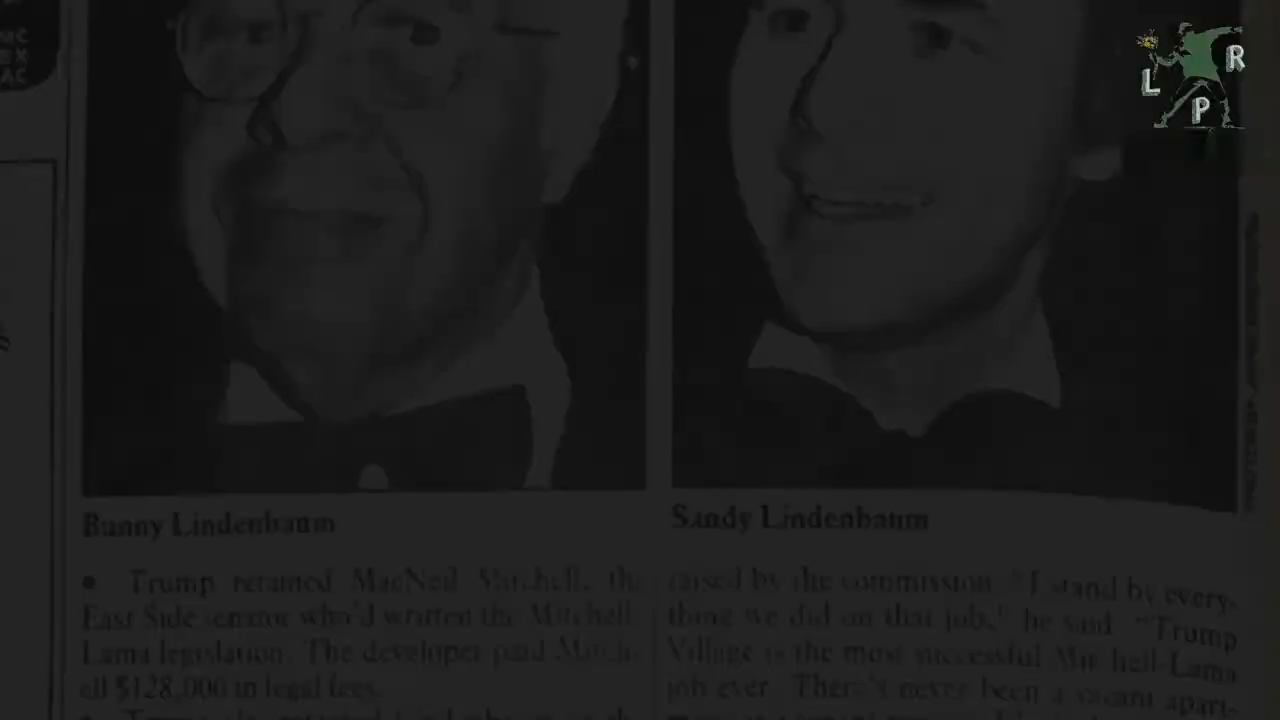 L P R
Bunny Lindenbaum
• Trump retained MacNeil Mitchell, the
East Side senator who'd written the Mitchell-
Lama legislation. The developer paid Mitch-
ell $128,000 in legal fees.
Sandy Lindenbaum
raised by the commission. "I stand by every-
thing we did on that job," he said. "Trump
Village is the most successful Mitchell-Lama
job ever. There's never been a vacant apart-